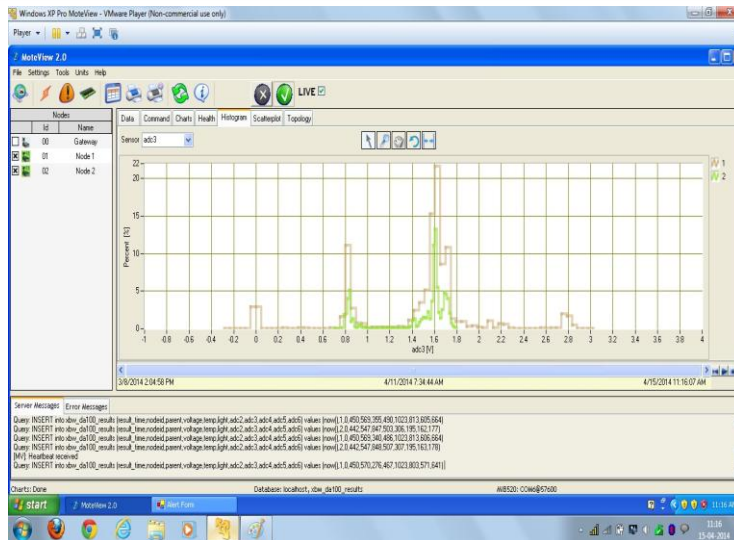 Windows XP Pro MoteView - VMware Player (Non-commercial use only)
Player
MoteView 2.0
File Settings Tools Units Help
LIVE
Nodes
Id Name
00 Gateway
01 Node 1
02 Node 2
Data Command Charts Health Histogram Scatterplot Topology
Sensor adc3
1
2
22
20
15
10
5
0
Percent [%]
-1 -0.8 -0.6 -0.4 -0.2 0 0.2 0.4 0.6 0.8 1 1.2 1.4 1.6 1.8 2 2.2 2.4 2.6 2.8 3 3.2 3.4 3.6 3.8 4
adc3 [V]
3/8/2014 2:04:58 PM 4/11/2014 7:34:44 AM 4/15/2014 11:16:07 AM
Server Messages Error Messages
Query: INSERT into xbw_da100_results (result_time,nodeid,parent,voltage,temp,light,adc2,adc3,adc4,adc5,adc6) values (now(),1,0,450,569,355,490,1023,813,605,664)
Query: INSERT into xbw_da100_results (result_time,nodeid,parent,voltage,temp,light,adc2,adc3,adc4,adc5,adc6) values (now(),2,0,442,547,847,503,306,195,162,177)
Query: INSERT into xbw_da100_results (result_time,nodeid,parent,voltage,temp,light,adc2,adc3,adc4,adc5,adc6) values (now(),1,0,450,569,348,486,1023,813,606,664)
Query: INSERT into xbw_da100_results (result_time,nodeid,parent,voltage,temp,light,adc2,adc3,adc4,adc5,adc6) values (now(),2,0,442,547,848,507,307,195,163,178)
[MV]: Heartbeat received
Query: INSERT into xbw_da100_results (result_time,nodeid,parent,voltage,temp,light,adc2,adc3,adc4,adc5,adc6) values (now(),1,0,450,570,276,467,1023,803,571,641)
Charts: Done Database: localhost, xbw_da100_results MIB520: COM6@57600
start MoteView 2.0 Alert Form 11:16 AM
11:16
15-04-2014